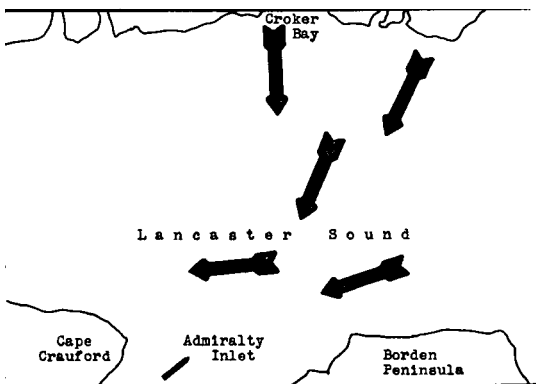 Croker
Bay
Lancaster Sound
Cape
Crauford
Admiralty
Inlet
Borden
Peninsula